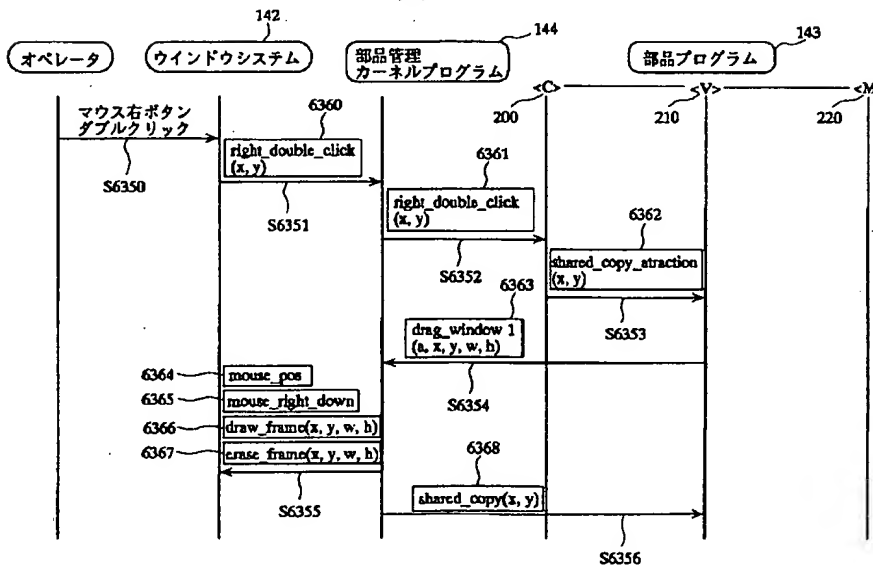 142
144
143
オペレータ
ウインドウシステム
部品管理
カーネルプログラム
部品プログラム
<C>
<V>
<M
200
210
220
マウス右ボタン
ダブルクリック
S6350
6360
right_double_click
(x, y)
S6351
6361
right_double_click
(x, y)
S6352
6362
shared_copy_atraction
(x, y)
S6353
6363
drag_window 1
(a, x, y, w, h)
S6354
6364
mouse_pos
6365
mouse_right_down
6366
draw_frame(x, y, w, h)
6367
erase_frame(x, y, w, h)
S6355
6368
shared_copy(x, y)
S6356